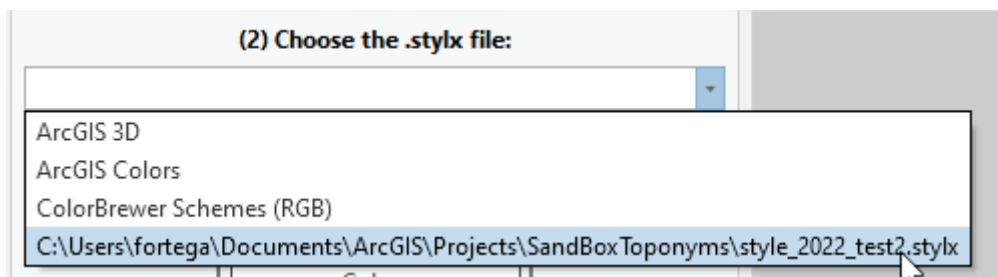 (2) Choose the .stylx file:
ArcGIS 3D
ArcGIS Colors
ColorBrewer Schemes (RGB)
C:\Users\fortega\Documents\ArcGIS\Projects\SandBoxToponyms\style_2022_test2.stylx